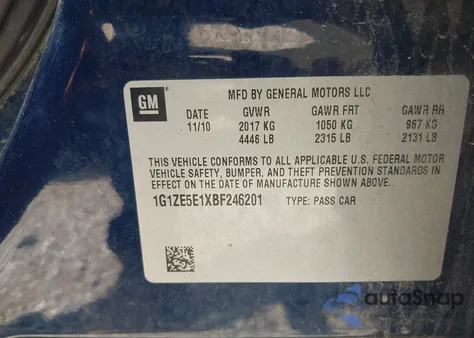 GM
MFD BY GENERAL MOTORS LLC
DATE GVWR GAWR FRT GAWR RR
11/10 2017 KG 1050 KG 967 KG
4446 LB 2315 LB 2131 LB
THIS VEHICLE CONFORMS TO ALL APPLICABLE U.S. FEDERAL MOTOR
VEHICLE SAFETY, BUMPER, AND THEFT PREVENTION STANDARDS
IN EFFECT ON THE DATE OF MANUFACTURE SHOWN ABOVE.
1G1ZE5E1XBF246201 TYPE: PASS CAR
autoSnap